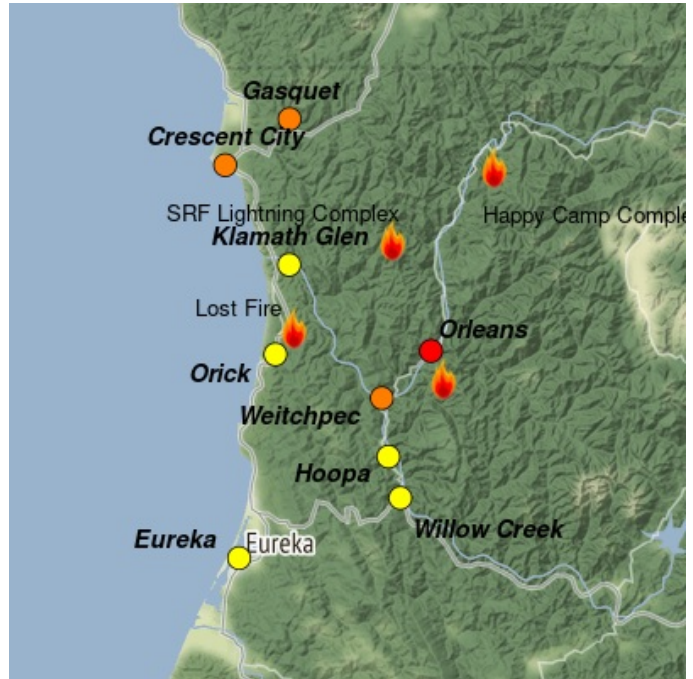 Gasquet
Crescent City
SRF Lightning Complex
Happy Camp Comple
Klamath Glen
Lost Fire
Orleans
Orick
Weitchpec
Hoopa
Willow Creek
Eureka
Eureka